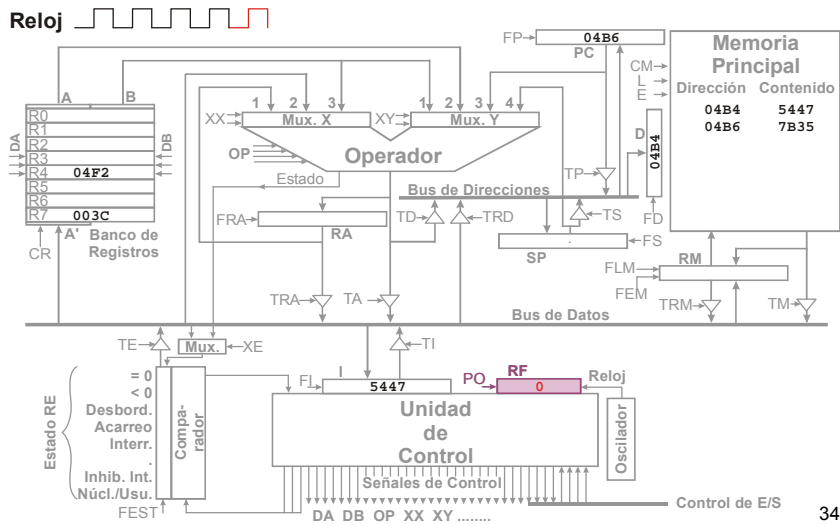 Reloj
FP
04B6
PC
Memoria
Principal
Dirección Contenido
04B4 5447
04B6 7B35
CM
L
E
A B
R0
R1
R2
R3
R4 04F2
R5
R6
R7 003C
DA
DB
A'
Banco de
Registros
CR
1 2 3
1 2 3 4
XX
Mux. X
XY
Mux. Y
OP
Operador
Estado
D
04B4
TP
Bus de Direcciones
FRA
RA
TD
TRD
TS
FD
SP
FS
RM
FLM
FEM
TRA
TA
TRM
TM
Bus de Datos
TE
Mux.
XE
TI
I
FI
5447
PO
RF
0
Reloj
Estado RE
= 0
< 0
Desbord.
Acarreo
Interr.
.
Inhib. Int.
Núcl./Usu.
Compa-
rador
FEST
Unidad
de
Control
Oscilador
Señales de Control
DA DB OP XX XY ........
Control de E/S
34